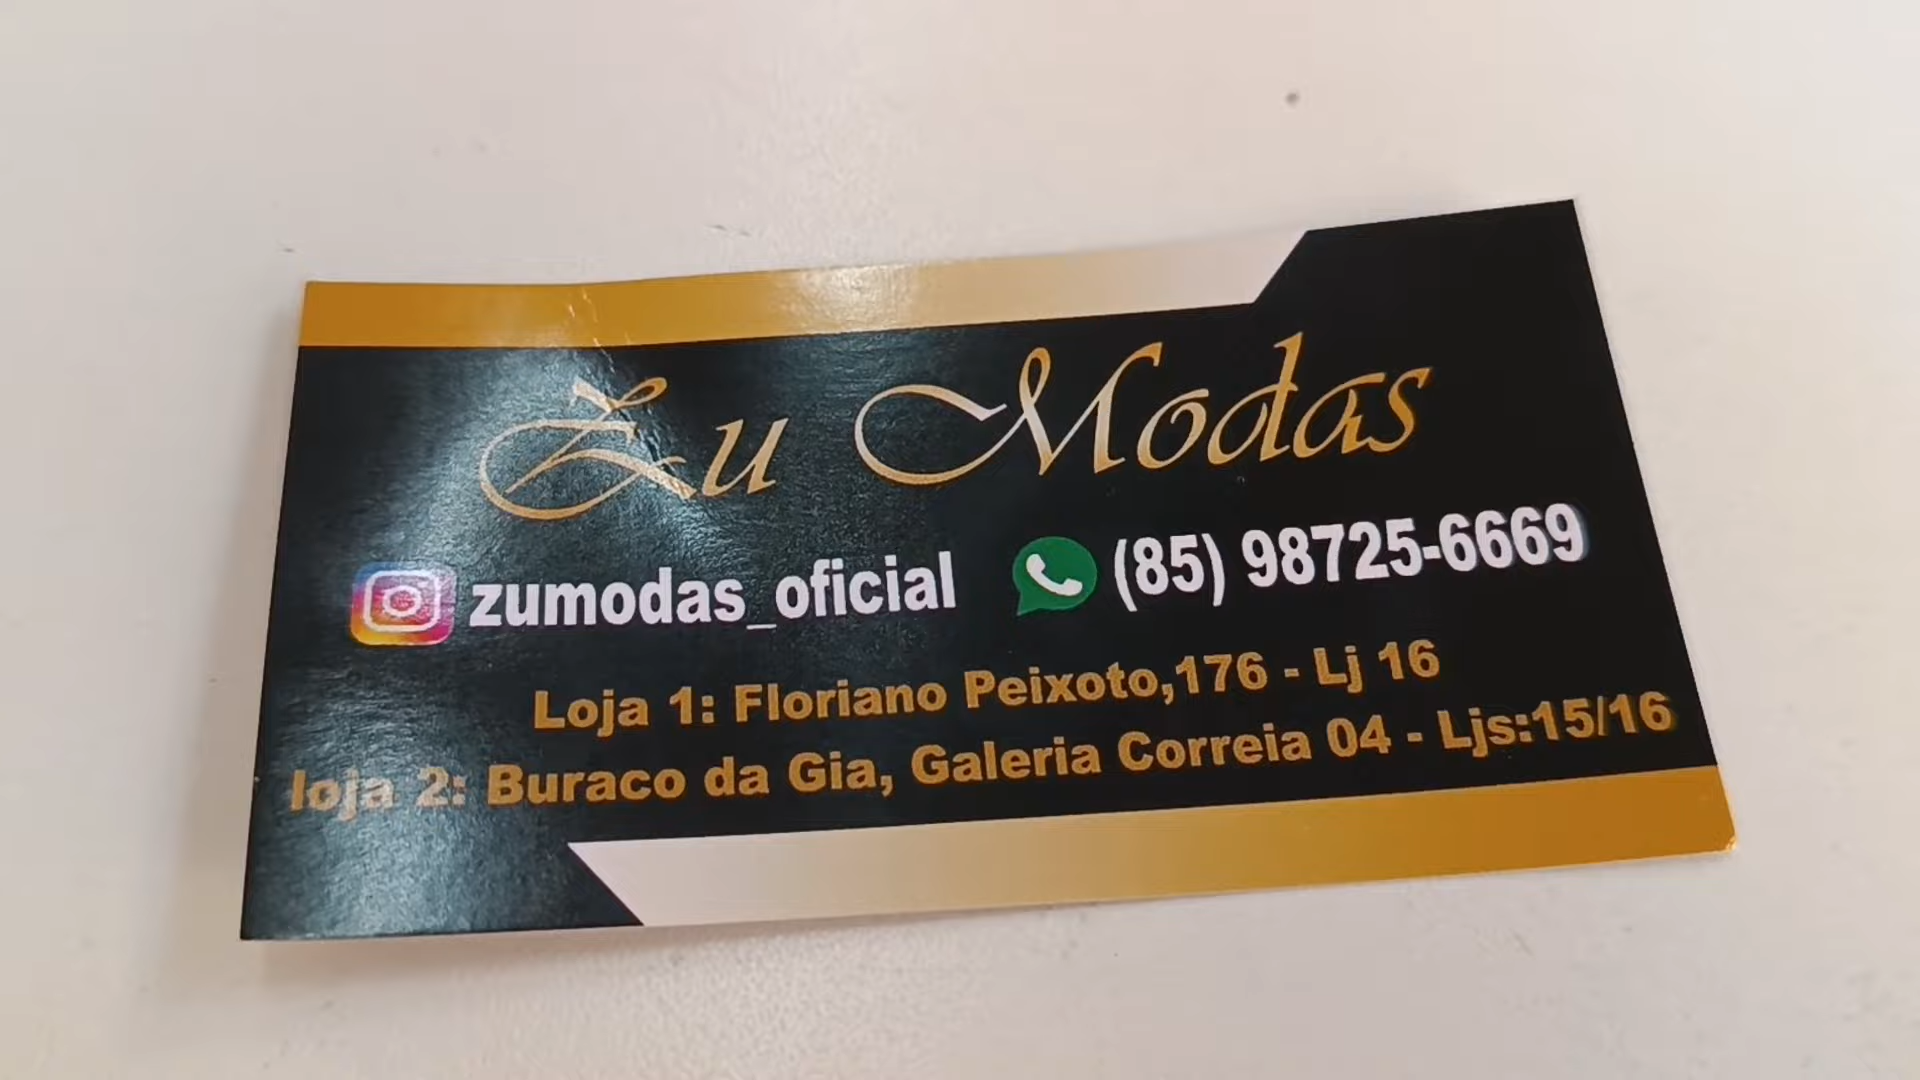 Zu Modas
zumodas_oficial (85) 98725-6669
Loja 1: Floriano Peixoto,176 - Lj 16
loja 2: Buraco da Gia, Galeria Correia 04 - Ljs:15/16